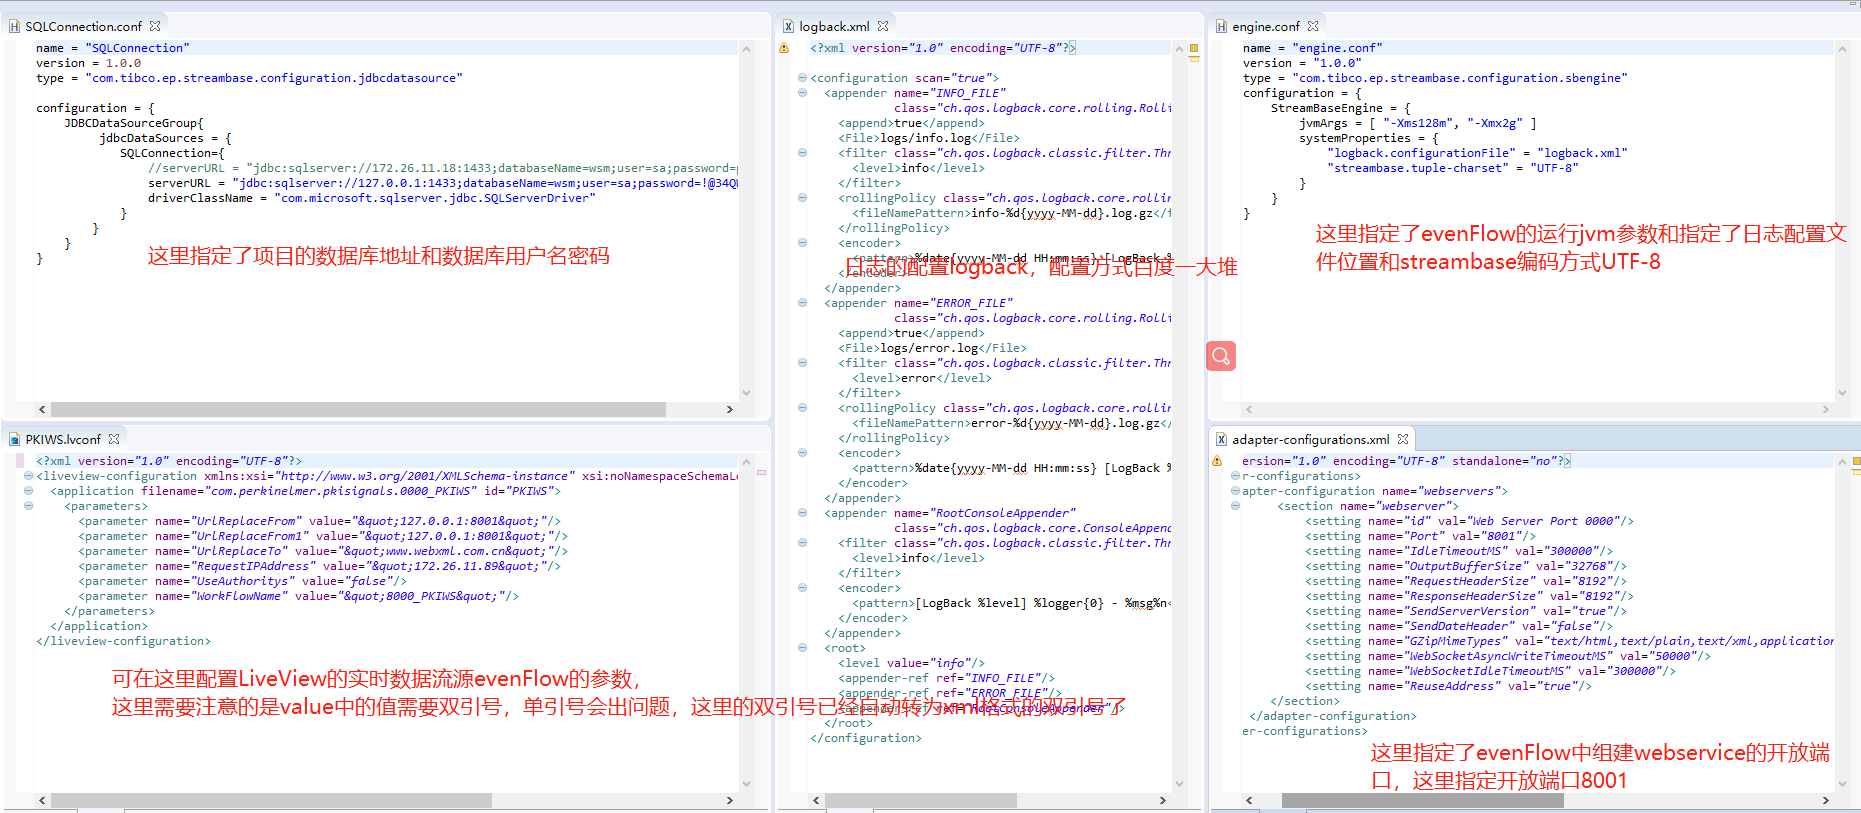 SQLConnection.conf
name = "SQLConnection"
version = 1.0.0
type = "com.tibco.ep.streambase.configuration.jdbcdatasource"
configuration = {
JDBCDataSourceGroup{
jdbcDataSources = {
SQLConnection={
//serverURL = "jdbc:sqlserver://172.26.11.18:1433;databaseName=wsm;user=sa;password=
serverURL = "jdbc:sqlserver://127.0.0.1:1433;databaseName=wsm;user=sa;password=!@34Q
driverClassName = "com.microsoft.sqlserver.jdbc.SQLServerDriver"
}
}
}
}
这里指定了项目的数据库地址和数据库用户名密码
logback.xml
<?xml version="1.0" encoding="UTF-8"?>
<configuration scan="true">
<appender name="INFO_FILE"
class="ch.qos.logback.core.rolling.Rolli
<append>true</append>
<File>logs/info.log</File>
<filter class="ch.qos.logback.classic.filter.Thr
<level>info</level>
</filter>
<rollingPolicy class="ch.qos.logback.core.rollin
<fileNamePattern>info-%d{yyyy-MM-dd}.log.gz</f
</rollingPolicy>
<encoder>
<pattern>%date{yyyy-MM-dd HH:mm:ss} [LogBack %
</encoder>
日志的配置logback，配置方式百度一大堆
</appender>
<appender name="ERROR_FILE"
class="ch.qos.logback.core.rolling.Rolli
<append>true</append>
<File>logs/error.log</File>
<filter class="ch.qos.logback.classic.filter.Thr
<level>error</level>
</filter>
<rollingPolicy class="ch.qos.logback.core.rollin
<fileNamePattern>error-%d{yyyy-MM-dd}.log.gz</
</rollingPolicy>
<encoder>
<pattern>%date{yyyy-MM-dd HH:mm:ss} [LogBack %
</encoder>
</appender>
<appender name="RootConsoleAppender"
class="ch.qos.logback.core.ConsoleAppend
<filter class="ch.qos.logback.classic.filter.Thr
<level>info</level>
</filter>
<encoder>
<pattern>[LogBack %level] %logger{0} - %msg%n<
</encoder>
</appender>
<root>
<level value="info"/>
<appender-ref ref="INFO_FILE"/>
<appender-ref ref="ERROR_FILE"/>
<appender-ref ref="RootConsoleAppender"/>
</root>
</configuration>
engine.conf
name = "engine.conf"
version = "1.0.0"
type = "com.tibco.ep.streambase.configuration.sbengine"
configuration = {
StreamBaseEngine = {
jvmArgs = [ "-Xms128m", "-Xmx2g" ]
systemProperties = {
"logback.configurationFile" = "logback.xml"
"streambase.tuple-charset" = "UTF-8"
}
}
}
这里指定了evenFlow的运行jvm参数和指定了日志配置文
件位置和streambase编码方式UTF-8
PKIWS.lvconf
<?xml version="1.0" encoding="UTF-8"?>
<liveview-configuration xmlns:xsi="http://www.w3.org/2001/XMLSchema-instance" xsi:noNamespaceSchemaLo
<application filename="com.perkinelmer.pkisignals.0000_PKIWS" id="PKIWS">
<parameters>
<parameter name="UrlReplaceFrom" value="&quot;127.0.0.1:8001&quot;"/>
<parameter name="UrlReplaceFrom1" value="&quot;127.0.0.1:8001&quot;"/>
<parameter name="UrlReplaceTo" value="&quot;www.webxml.com.cn&quot;"/>
<parameter name="RequestIPAddress" value="&quot;172.26.11.89&quot;"/>
<parameter name="UseAuthoritys" value="false"/>
<parameter name="WorkFlowName" value="&quot;8000_PKIWS&quot;"/>
</parameters>
</application>
</liveview-configuration>
可在这里配置LiveView的实时数据流源evenFlow的参数，
这里需要注意的是value中的值需要双引号，单引号会出问题，这里的双引号已经自动转为xml格式的双引号了
adapter-configurations.xml
ersion="1.0" encoding="UTF-8" standalone="no"?>
r-configurations>
apter-configuration name="webservers">
<section name="webserver">
<setting name="id" val="Web Server Port 0000"/>
<setting name="Port" val="8001"/>
<setting name="IdleTimeoutMS" val="300000"/>
<setting name="OutputBufferSize" val="32768"/>
<setting name="RequestHeaderSize" val="8192"/>
<setting name="ResponseHeaderSize" val="8192"/>
<setting name="SendServerVersion" val="true"/>
<setting name="SendDateHeader" val="false"/>
<setting name="GZipMimeTypes" val="text/html,text/plain,text/xml,application
<setting name="WebSocketAsyncWriteTimeoutMS" val="50000"/>
<setting name="WebSocketIdleTimeoutMS" val="300000"/>
<setting name="ReuseAddress" val="true"/>
</section>
</adapter-configuration>
er-configurations>
这里指定了evenFlow中组建webservice的开放端
口，这里指定开放端口8001